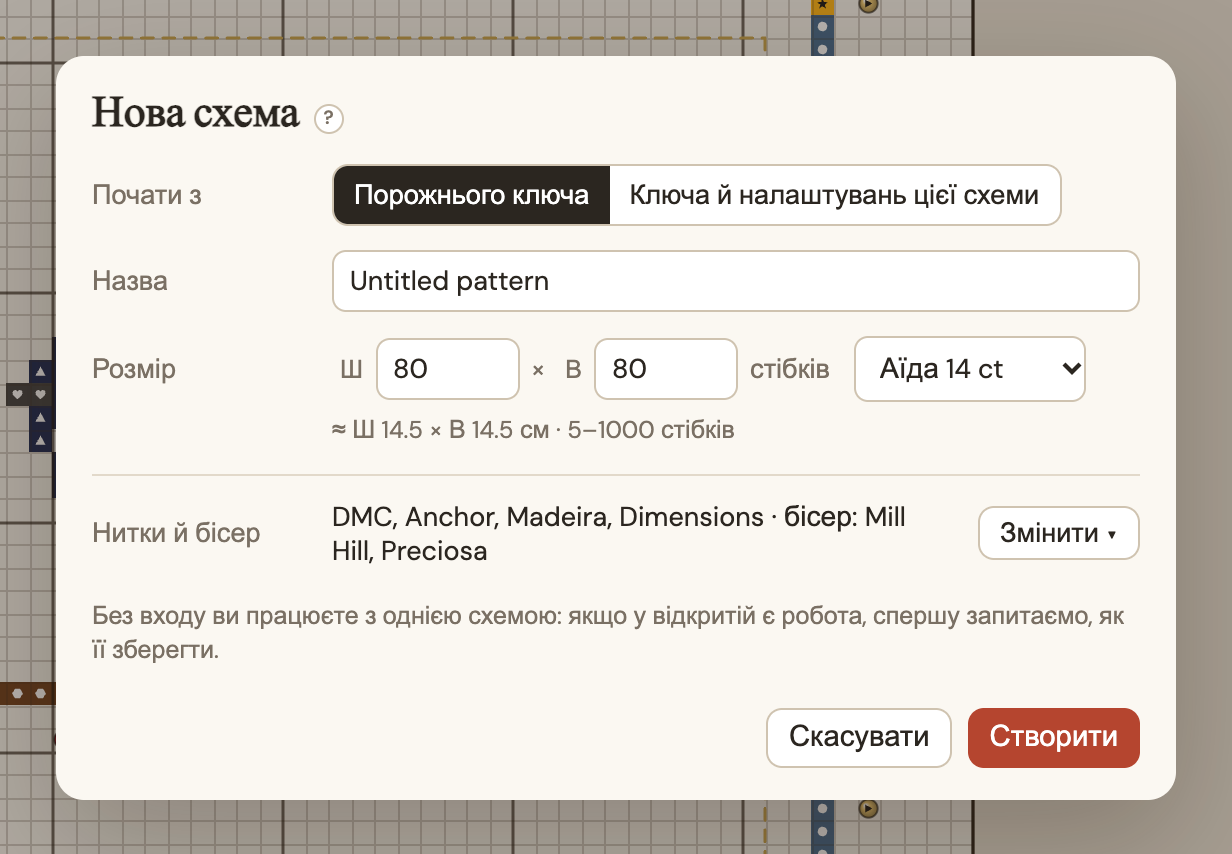 Нова схема ?
Почати з Порожнього ключа Ключа й налаштувань цієї схеми
Назва Untitled pattern
Розмір Ш 80 × В 80 стібків Аїда 14 ct
≈ Ш 14.5 × В 14.5 см · 5–1000 стібків
Нитки й бісер DMC, Anchor, Madeira, Dimensions · бісер: Mill
Hill, Preciosa Змінити ▾
Без входу ви працюєте з однією схемою: якщо у відкритій є робота, спершу запитаємо, як
її зберегти.
Скасувати Створити